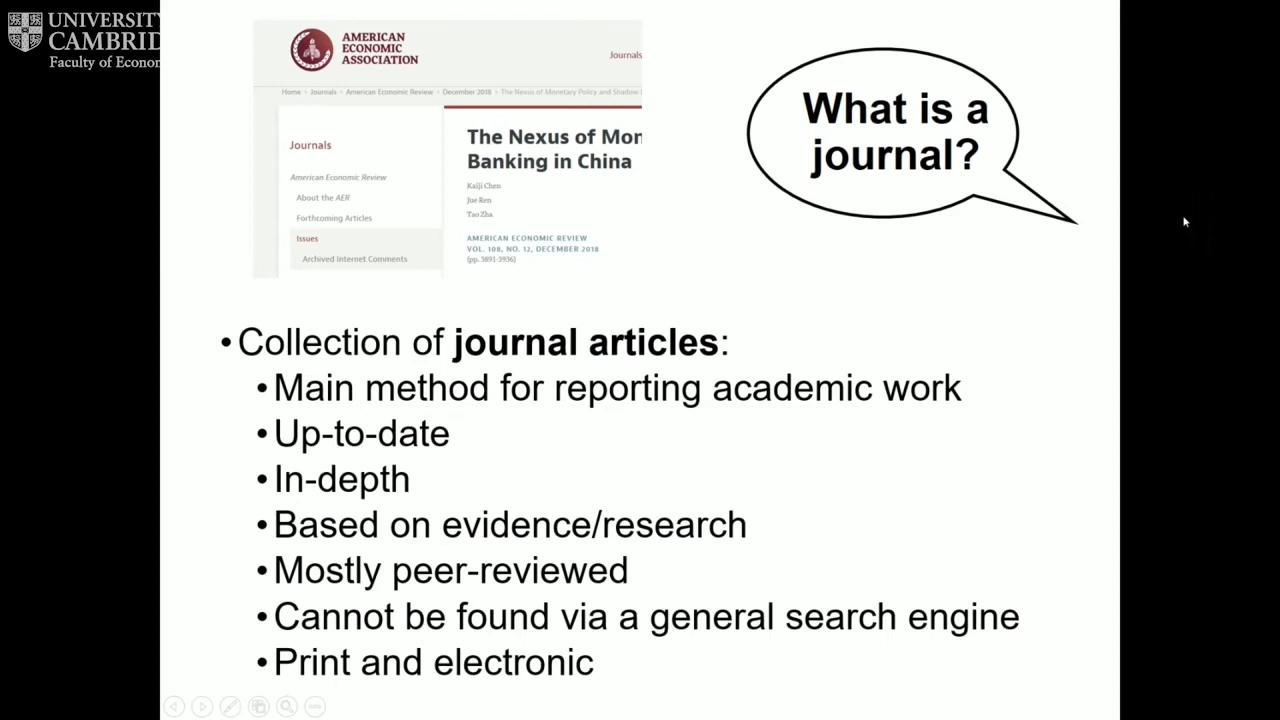 UNIVERSITY
CAMBRID
Faculty of Econom
AMERICAN
ECONOMIC
ASSOCIATION
Journals
Home › Journals › American Economic Review › December 2018 › The Nexus of Monetary Policy and Shadow
Journals
American Economic Review
About the AER
Forthcoming Articles
Issues
Archived Internet Comments
The Nexus of Mon
Banking in China
Kaiji Chen
Jue Ren
Tao Zha
AMERICAN ECONOMIC REVIEW
VOL. 108, NO. 12, DECEMBER 2018
(pp. 3891-3936)
What is a
journal?
• Collection of journal articles:
• Main method for reporting academic work
• Up-to-date
• In-depth
• Based on evidence/research
• Mostly peer-reviewed
• Cannot be found via a general search engine
• Print and electronic